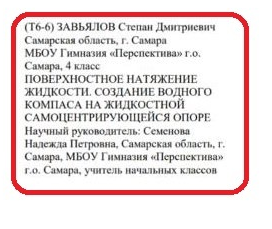 (Т6-6) ЗАВЬЯЛОВ Степан Дмитриевич
Самарская область, г. Самара
МБОУ Гимназия «Перспектива» г.о.
Самара, 4 класс
ПОВЕРХНОСТНОЕ НАТЯЖЕНИЕ
ЖИДКОСТИ. СОЗДАНИЕ ВОДНОГО
КОМПАСА НА ЖИДКОСТНОЙ
САМОЦЕНТРИРУЮЩЕЙСЯ ОПОРЕ
Научный руководитель: Семенова
Надежда Петровна, Самарская область, г.
Самара, МБОУ Гимназия «Перспектива»
г.о. Самара, учитель начальных классов